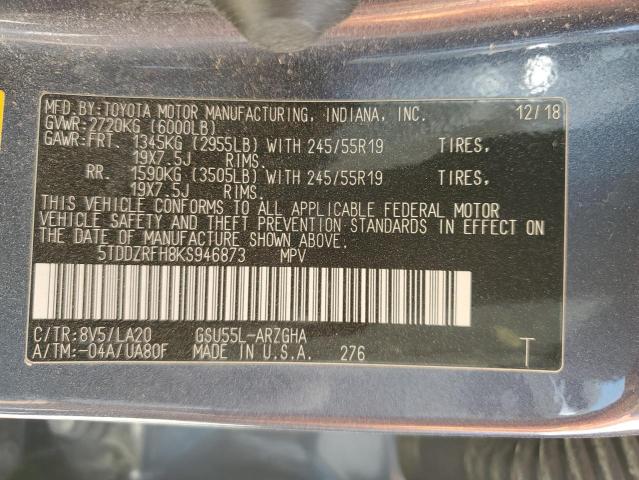 MFD.BY:TOYOTA MOTOR MANUFACTURING, INDIANA, INC. 12/18
GVWR:2720KG (6000LB)
GAWR:FRT. 1345KG (2955LB) WITH 245/55R19 TIRES,
19X7.5J RIMS.
RR. 1590KG (3505LB) WITH 245/55R19 TIRES,
19X7.5J RIMS.
THIS VEHICLE CONFORMS TO ALL APPLICABLE FEDERAL MOTOR
VEHICLE SAFETY AND THEFT PREVENTION STANDARDS IN EFFECT ON
THE DATE OF MANUFACTURE SHOWN ABOVE.
5TDDZRFH8KS946873 MPV
C/TR:8V5/LA20 GSU55L-ARZGHA
A/TM:-04A/UA80F MADE IN U.S.A. 276 T